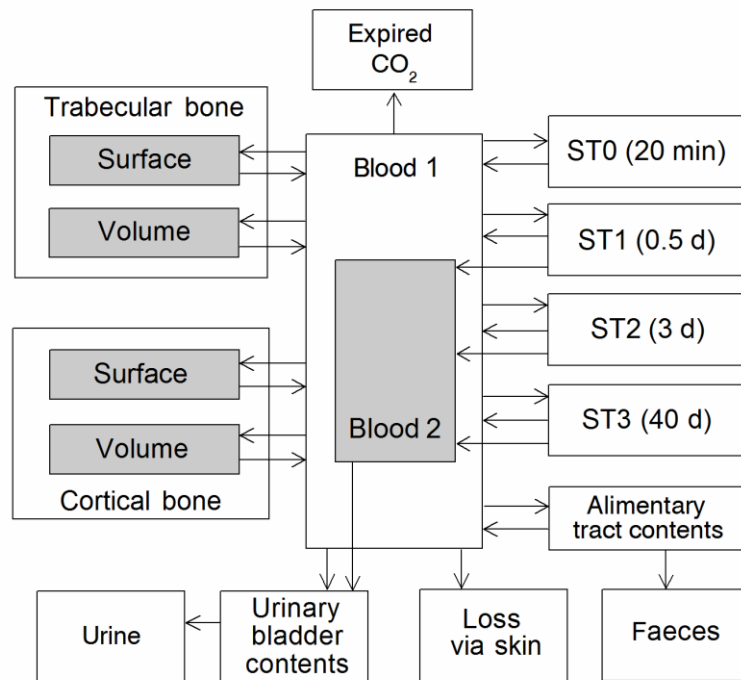 Expired
CO₂
Trabecular bone
Surface
Volume
Blood 1
ST0 (20 min)
ST1 (0.5 d)
ST2 (3 d)
ST3 (40 d)
Surface
Volume
Cortical bone
Blood 2
Alimentary
tract contents
Urine
Urinary
bladder
contents
Loss
via skin
Faeces